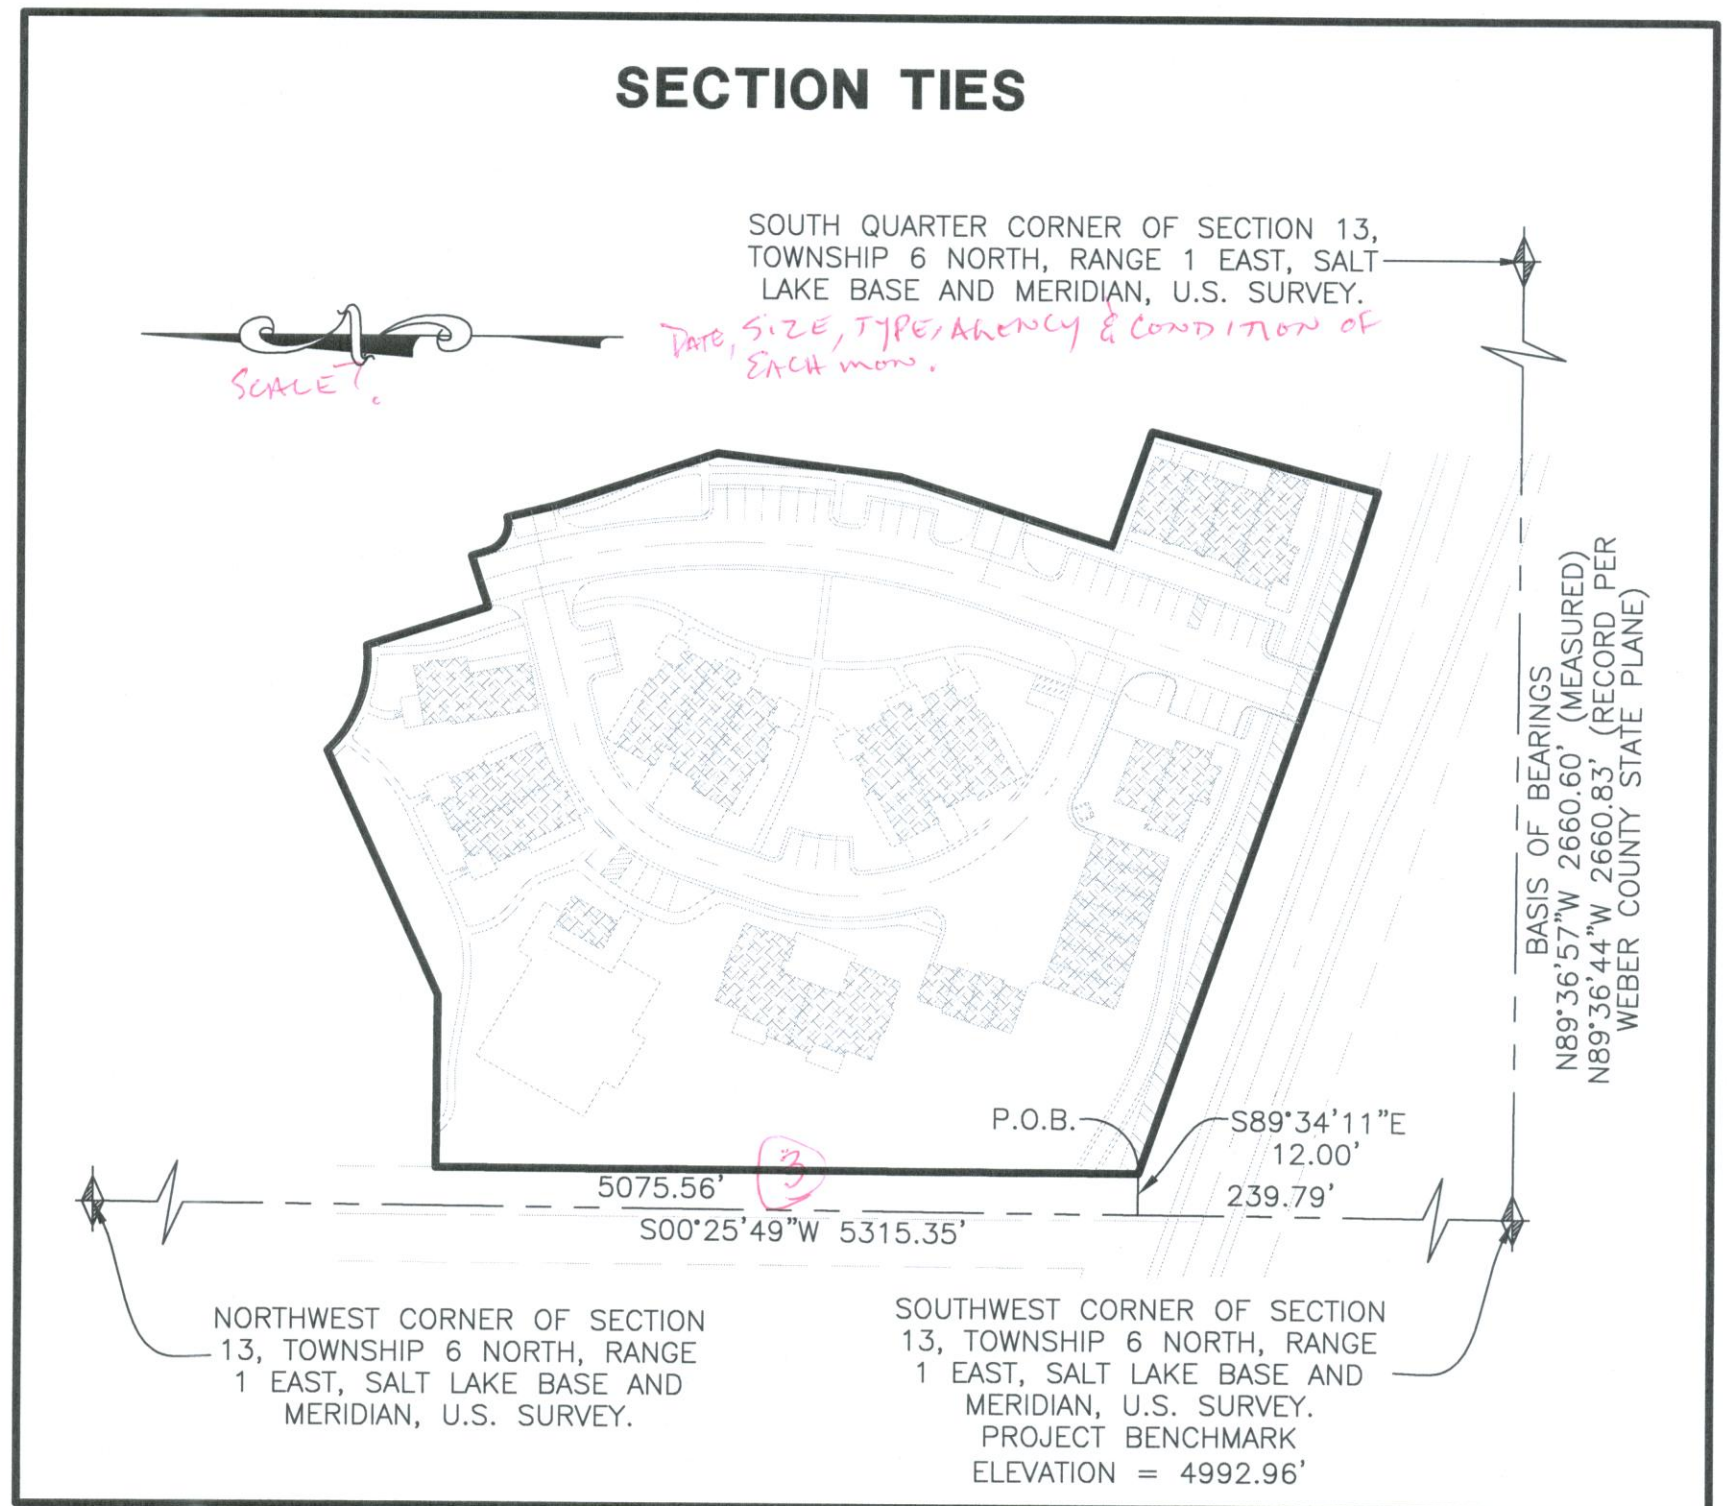 SECTION TIES
SOUTH QUARTER CORNER OF SECTION 13,
TOWNSHIP 6 NORTH, RANGE 1 EAST, SALT
LAKE BASE AND MERIDIAN, U.S. SURVEY.
DATE, SIZE, TYPE, AGENCY & CONDITION OF
EACH MON.
SCALE?
BASIS OF BEARINGS
N89°36'57"W 2660.60' (MEASURED)
N89°36'44"W 2660.83' (RECORD PER
WEBER COUNTY STATE PLANE)
P.O.B.
S89°34'11"E
12.00'
5075.56'
3
239.79'
S00°25'49"W 5315.35'
NORTHWEST CORNER OF SECTION
13, TOWNSHIP 6 NORTH, RANGE
1 EAST, SALT LAKE BASE AND
MERIDIAN, U.S. SURVEY.
SOUTHWEST CORNER OF SECTION
13, TOWNSHIP 6 NORTH, RANGE
1 EAST, SALT LAKE BASE AND
MERIDIAN, U.S. SURVEY.
PROJECT BENCHMARK
ELEVATION = 4992.96'